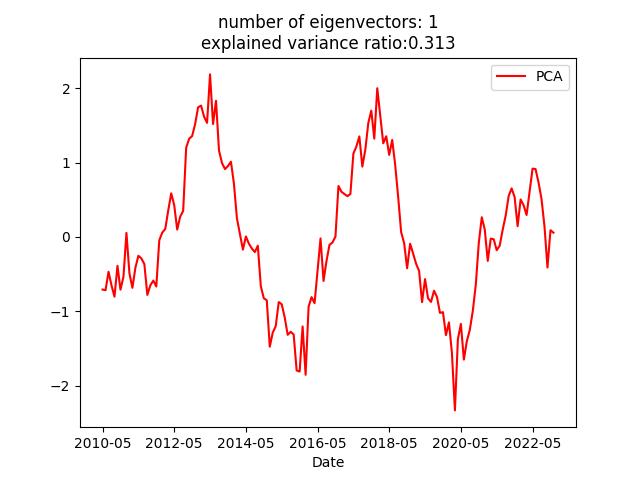 number of eigenvectors: 1
explained variance ratio:0.313
PCA
2
1
0
−1
−2
2010-05 2012-05 2014-05 2016-05 2018-05 2020-05 2022-05
Date